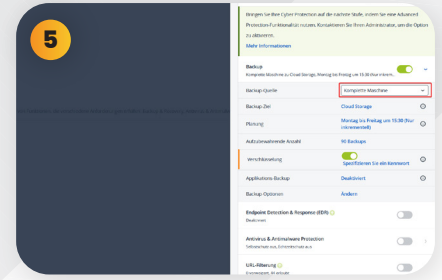 5
Bringen Sie Ihre Cyber Protection auf die nächste Stufe, indem Sie eine Advanced
Protection-Funktionalität nutzen. Kontaktieren Sie Ihren Administrator, um die Option
zu aktivieren.
Mehr Informationen
Backup
Komplette Maschine zu Cloud Storage, Montag bis Freitag um 15:30 (Nur inkrem.
Backup-Quelle
Komplette Maschine
Backup-Ziel
Cloud Storage
Planung
Montag bis Freitag um 15:30 (Nur
inkrementell)
Aufzubewahrende Anzahl
90 Backups
Verschlüsselung
Spezifizieren Sie ein Kennwort
Applikations-Backup
Deaktiviert
Backup Optionen
Ändern
Endpoint Detection & Response (EDR)
Deaktiviert
Antivirus & Antimalware Protection
Selbstschutz aus, Echtzeitschutz aus
URL-Filterung